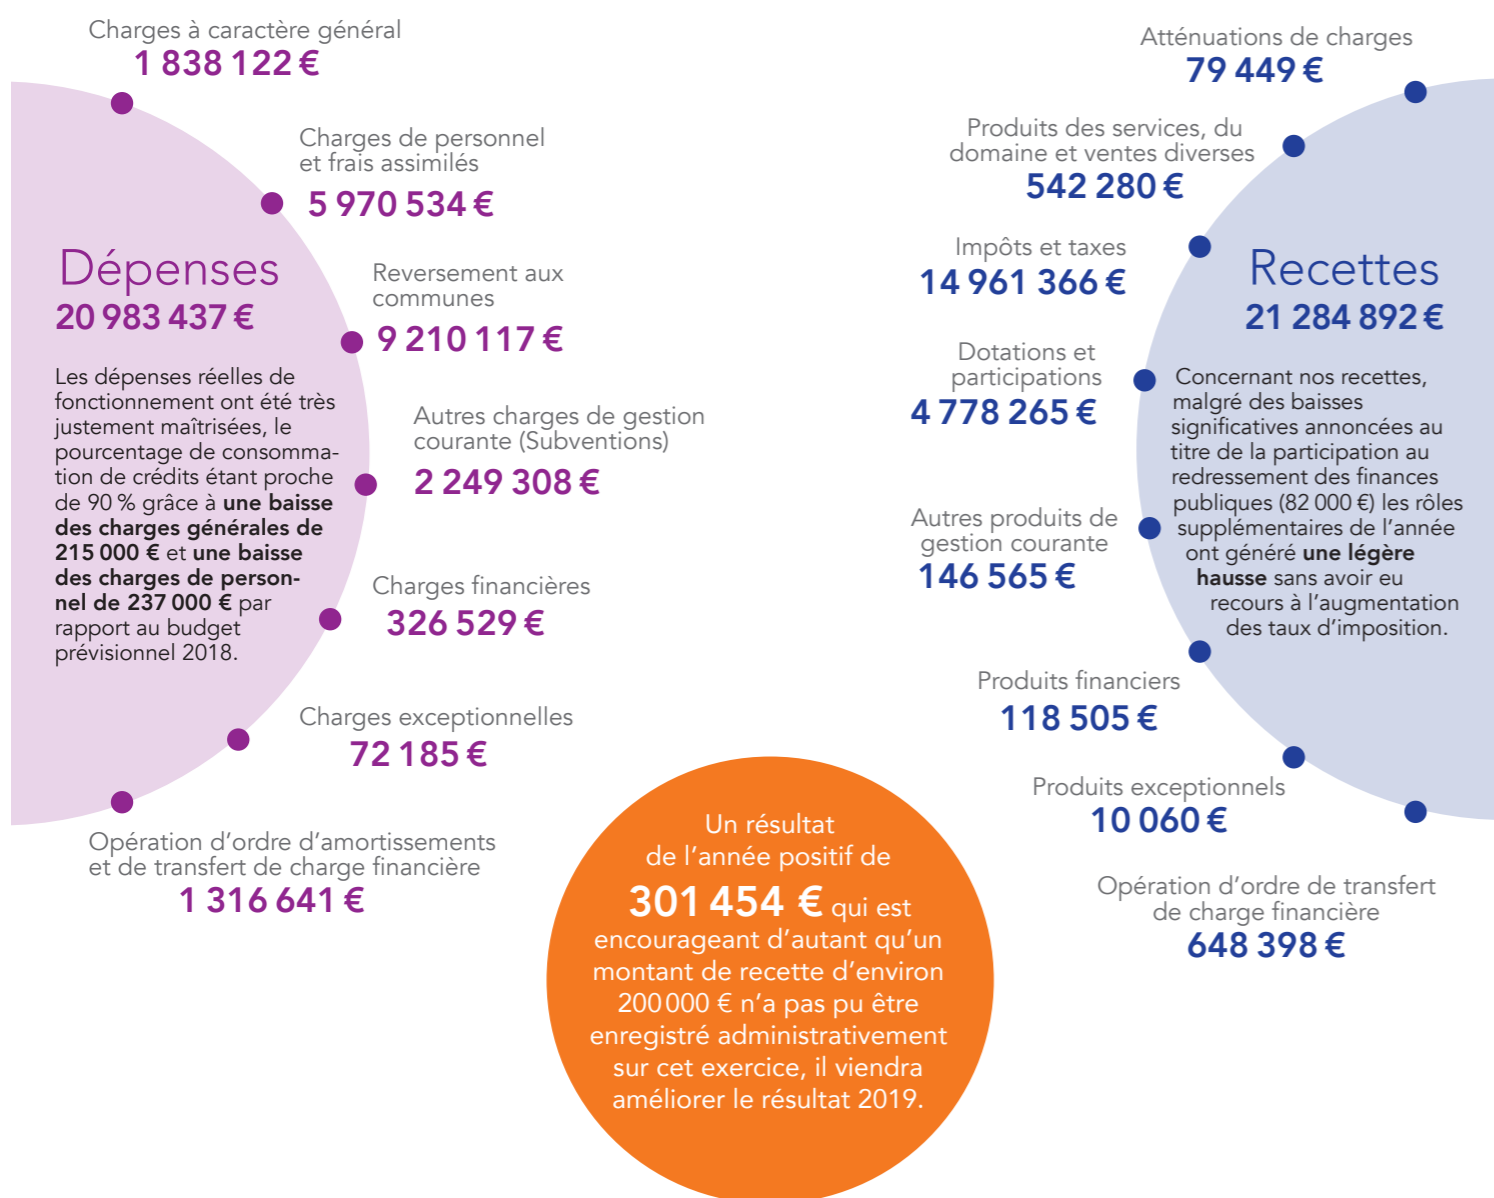 Charges à caractère général
1 838 122 €
Charges de personnel
et frais assimilés
5 970 534 €
Dépenses
20 983 437 €
Reversement aux
communes
9 210 117 €
Les dépenses réelles de
fonctionnement ont été très
justement maîtrisées, le
pourcentage de consomma-
tion de crédits étant proche
de 90 % grâce à une baisse
des charges générales de
215 000 € et une baisse
des charges de person-
nel de 237 000 € par
rapport au budget
prévisionnel 2018.
Autres charges de gestion
courante (Subventions)
2 249 308 €
Charges financières
326 529 €
Charges exceptionnelles
72 185 €
Opération d’ordre d’amortissements
et de transfert de charge financière
1 316 641 €
Atténuations de charges
79 449 €
Produits des services, du
domaine et ventes diverses
542 280 €
Impôts et taxes
14 961 366 €
Recettes
21 284 892 €
Dotations et
participations
4 778 265 €
Concernant nos recettes,
malgré des baisses
significatives annoncées au
titre de la participation au
redressement des finances
publiques (82 000 €) les rôles
supplémentaires de l’année
ont généré une légère
hausse sans avoir eu
recours à l’augmentation
des taux d’imposition.
Autres produits de
gestion courante
146 565 €
Produits financiers
118 505 €
Produits exceptionnels
10 060 €
Opération d’ordre de transfert
de charge financière
648 398 €
Un résultat
de l’année positif de
301 454 € qui est
encourageant d’autant qu’un
montant de recette d’environ
200 000 € n’a pas pu être
enregistré administrativement
sur cet exercice, il viendra
améliorer le résultat 2019.